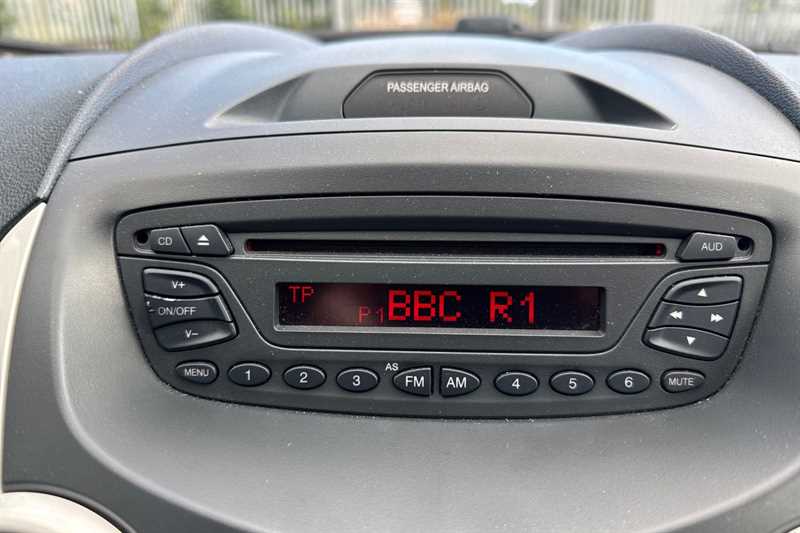 PASSENGER AIRBAG
CD
AUD
V+
ON/OFF
V−
TP
P1
BBC R1
MENU
1
2
3
AS
FM
AM
4
5
6
MUTE